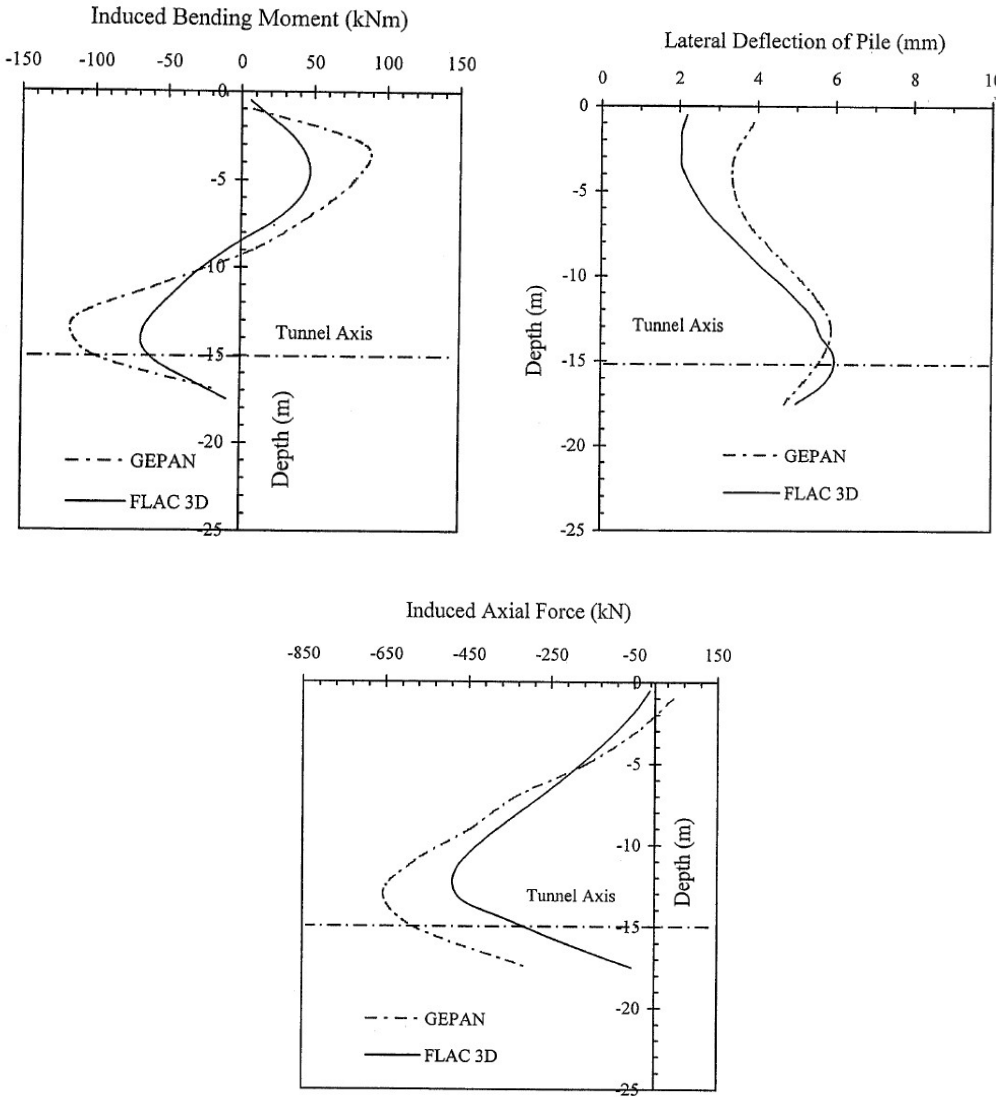 Induced Bending Moment (kNm)
-150 -100 -50 0 50 100 150
0
-5
-10
Tunnel Axis
-15
Depth (m)
-20
GEPAN
FLAC 3D
-25
Lateral Deflection of Pile (mm)
0 2 4 6 8 10
0
-5
-10
Depth (m)
Tunnel Axis
-15
-20
GEPAN
FLAC 3D
-25
Induced Axial Force (kN)
-850 -650 -450 -250 -50 150
0
-5
-10
Depth (m)
Tunnel Axis
-15
-20
GEPAN
FLAC 3D
-25